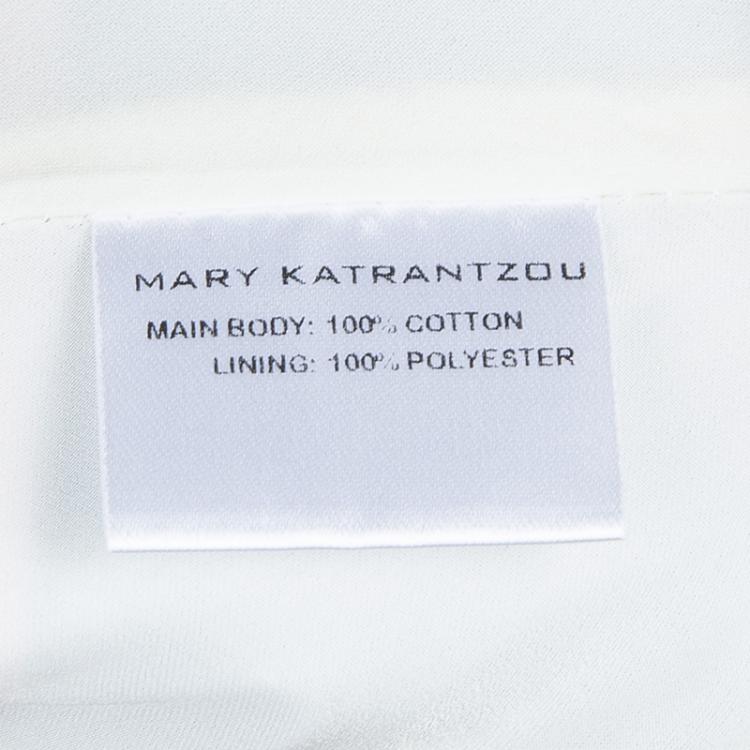 MARY KATRANTZOU
MAIN BODY: 100% COTTON
LINING: 100% POLYESTER